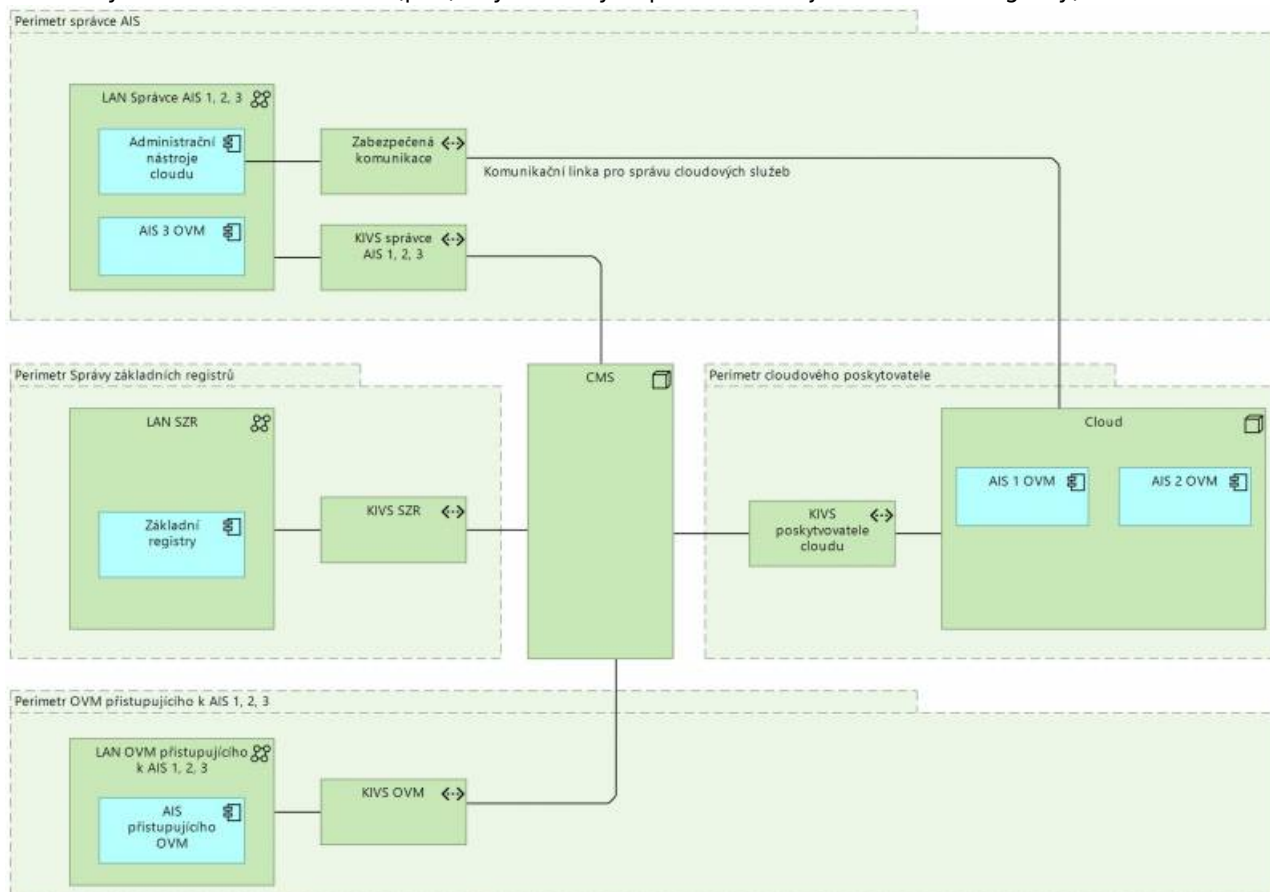 Perimetr správce AIS
LAN Správce AIS 1, 2, 3
Administrační
nástroje
cloudu
Zabezpečená
komunikace
Komunikační linka pro správu cloudových služeb
AIS 3 OVM
KIVS správce
AIS 1, 2, 3
Perimetr Správy základních registrů
LAN SZR
Základní
registry
KIVS SZR
CMS
Perimetr cloudového poskytovatele
Cloud
AIS 1 OVM
AIS 2 OVM
KIVS
poskytvovatele
cloudu
Perimetr OVM přistupujícího k AIS 1, 2, 3
LAN OVM přistupujícího
k AIS 1, 2, 3
AIS
přistupujícího
OVM
KIVS OVM